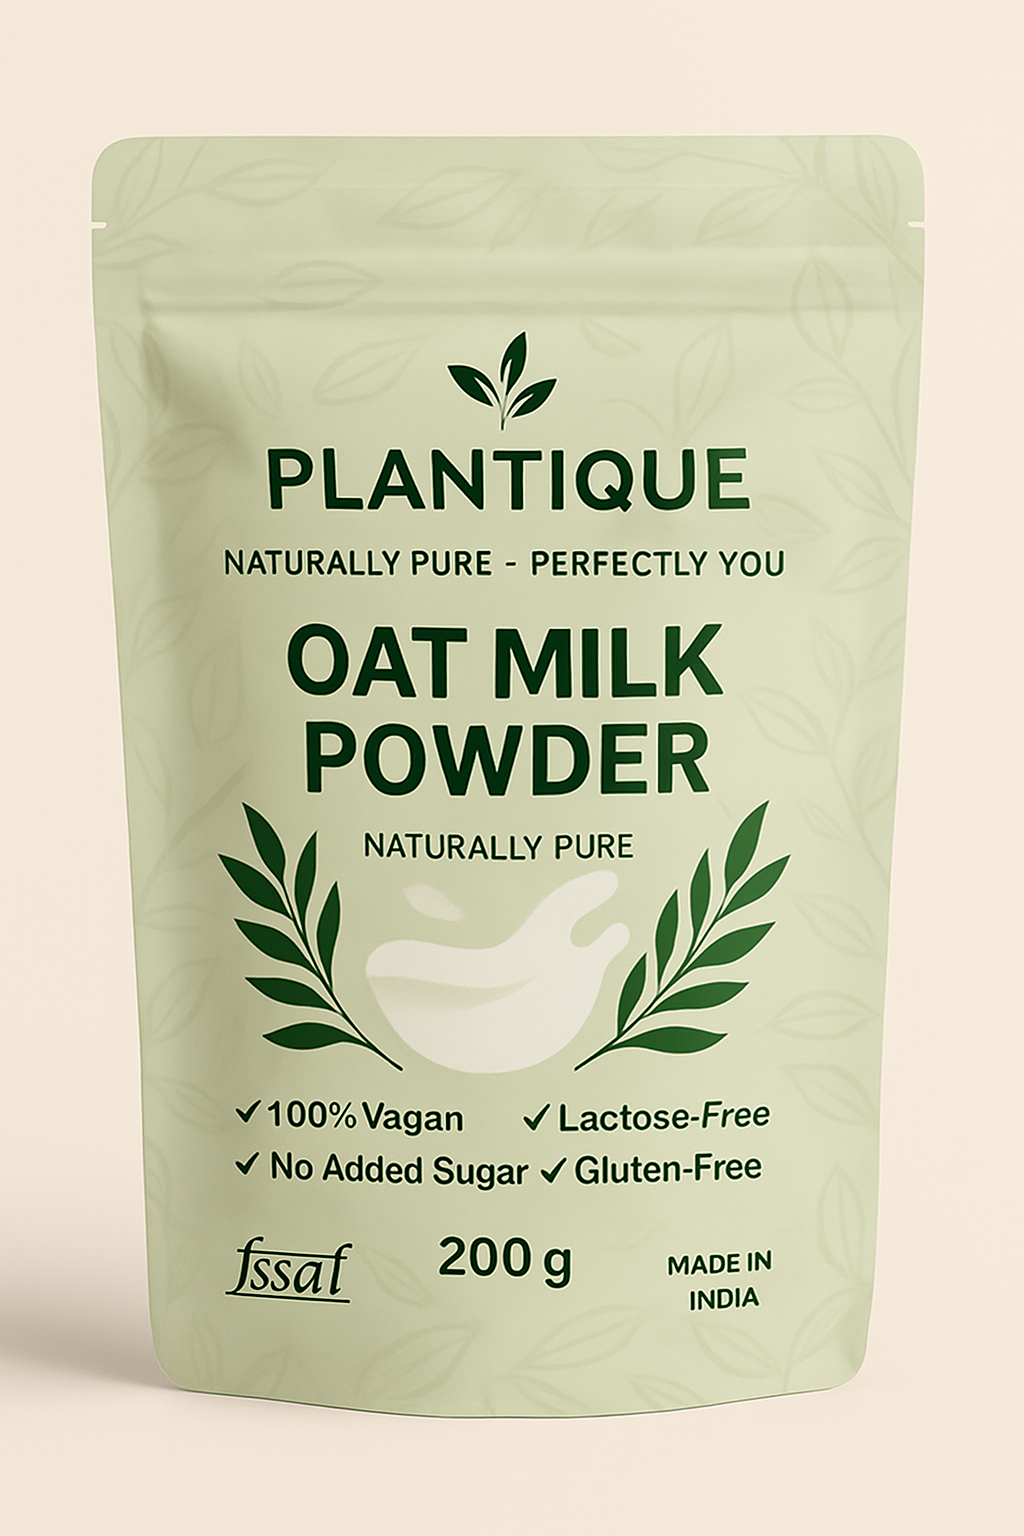 PLANTIQUE
NATURALLY PURE - PERFECTLY YOU
OAT MILK
POWDER
NATURALLY PURE
✓ 100% Vagan ✓ Lactose-Free
✓ No Added Sugar ✓ Gluten-Free
fssaf 200 g MADE IN
INDIA